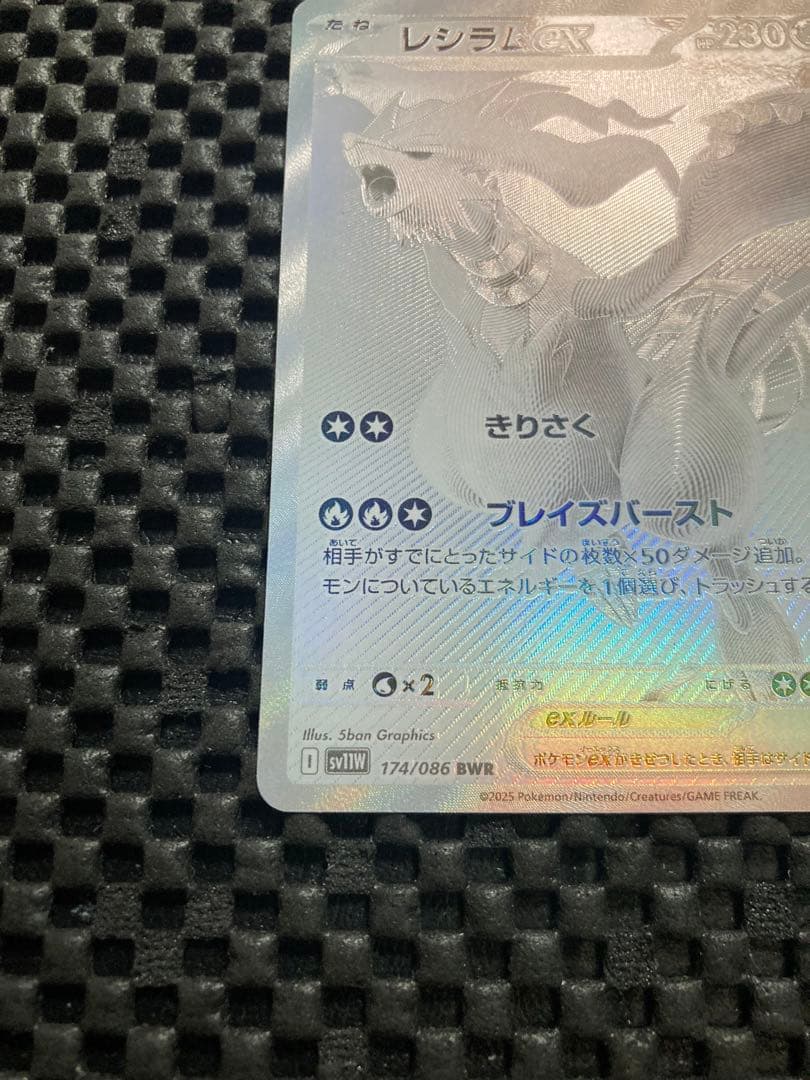 たね レシラムex HP230
きりさく
ブレイズバースト
相手がすでにとったサイドの枚数×50ダメージ追加。
モンについているエネルギーを1個選び、トラッシュする
弱点 ×2 抵抗力 にげる
exルール
Illus. 5ban Graphics
ポケモンexがきぜつしたとき、相手はサイド
I sv11W 174/086 BWR
©2025 Pokémon/Nintendo/Creatures/GAME FREAK.